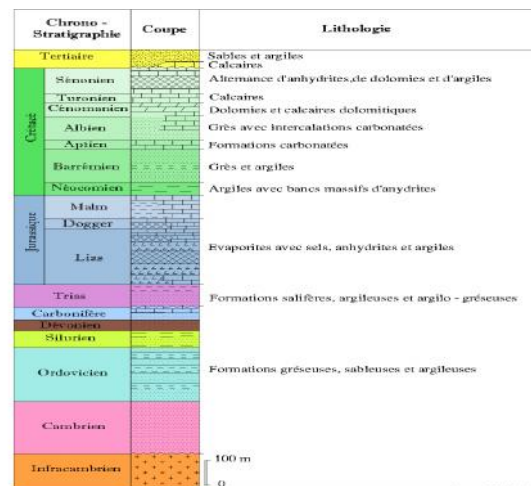 Chrono - Stratigraphie Coupe Lithologie
Tertiaire Sables et argiles
Calcaires
Crétacé
Sénonien Alternance d'anhydrites,de dolomies et d'argiles
Turonien Calcaires
Cénomanien Dolomies et calcaires dolomitiques
Albien Grès avec intercalations carbonatées
Aptien Formations carbonatées
Barrémien Grès et argiles
Néocomien Argiles avec bancs massifs d'anydrites
Jurassique
Malm
Dogger
Lias Evaporites avec sels, anhydrites et argiles
Trias Formations salifères, argileuses et argilo - gréseuses
Carbonifère
Dévonien
Silurien
Ordovicien Formations gréseuses, sableuses et argileuses
Cambrien
Infracambrien
100 m
0